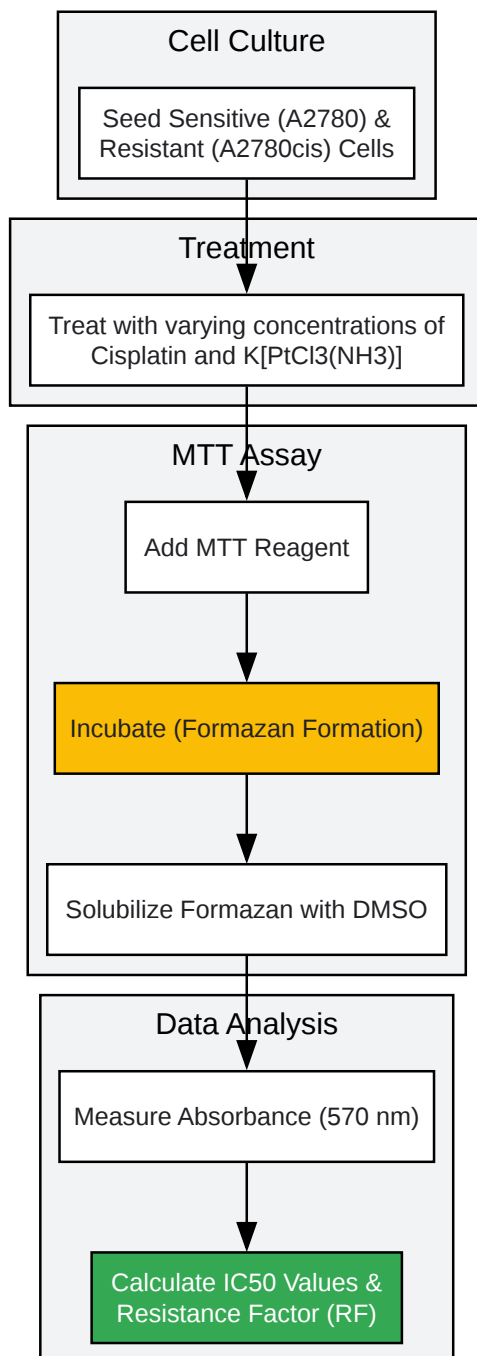 Cell Culture
Seed Sensitive (A2780) &
Resistant (A2780cis) Cells
Treatment
Treat with varying concentrations of
Cisplatin and K[PtCl3(NH3)]
MTT Assay
Add MTT Reagent
Incubate (Formazan Formation)
Solubilize Formazan with DMSO
Data Analysis
Measure Absorbance (570 nm)
Calculate IC50 Values &
Resistance Factor (RF)